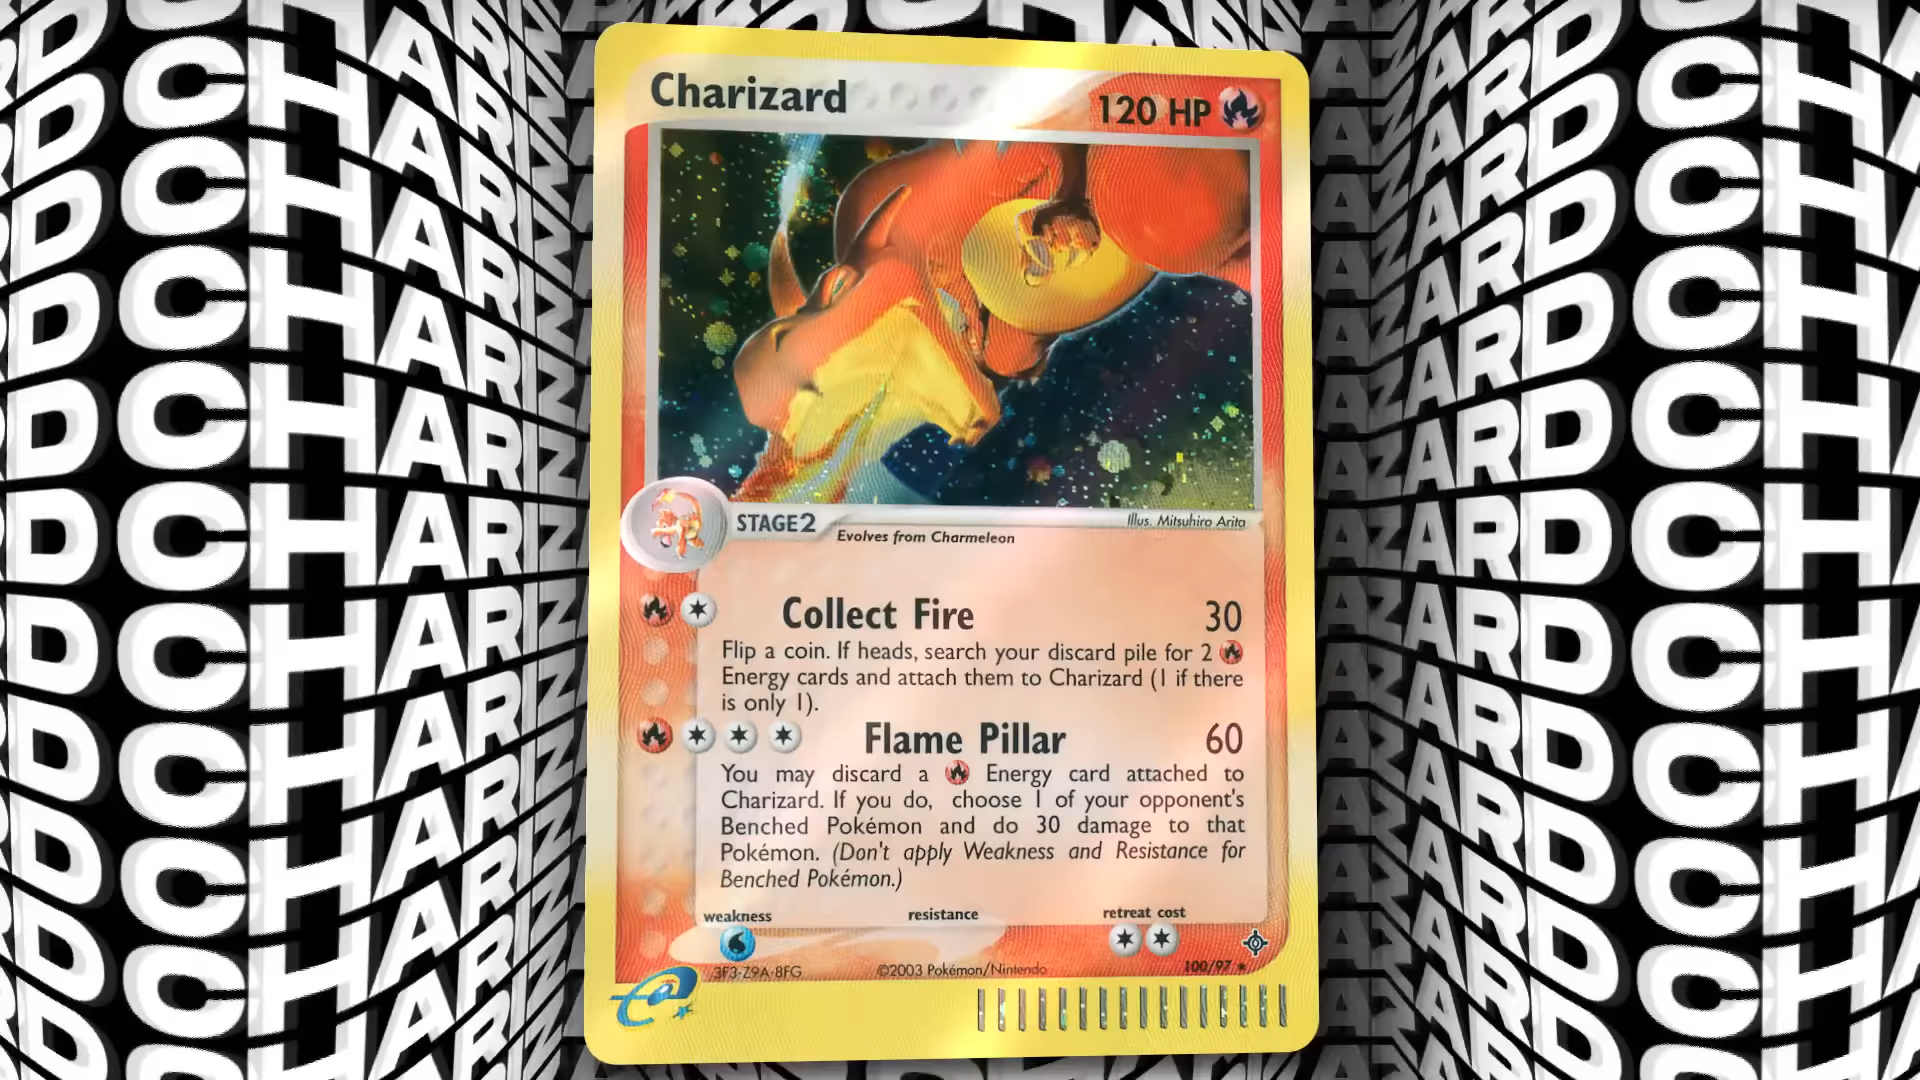 Charizard 120 HP
STAGE2
Illus. Mitsuhiro Arita
Evolves from Charmeleon
Collect Fire 30
Flip a coin. If heads, search your discard pile for 2
Energy cards and attach them to Charizard (1 if there
is only 1).
Flame Pillar 60
You may discard a Energy card attached to
Charizard. If you do, choose 1 of your opponent's
Benched Pokémon and do 30 damage to that
Pokémon. (Don't apply Weakness and Resistance for
Benched Pokémon.)
weakness resistance retreat cost
3F3-Z9A-8FG ©2003 Pokémon/Nintendo 100/97
CHARIZARD